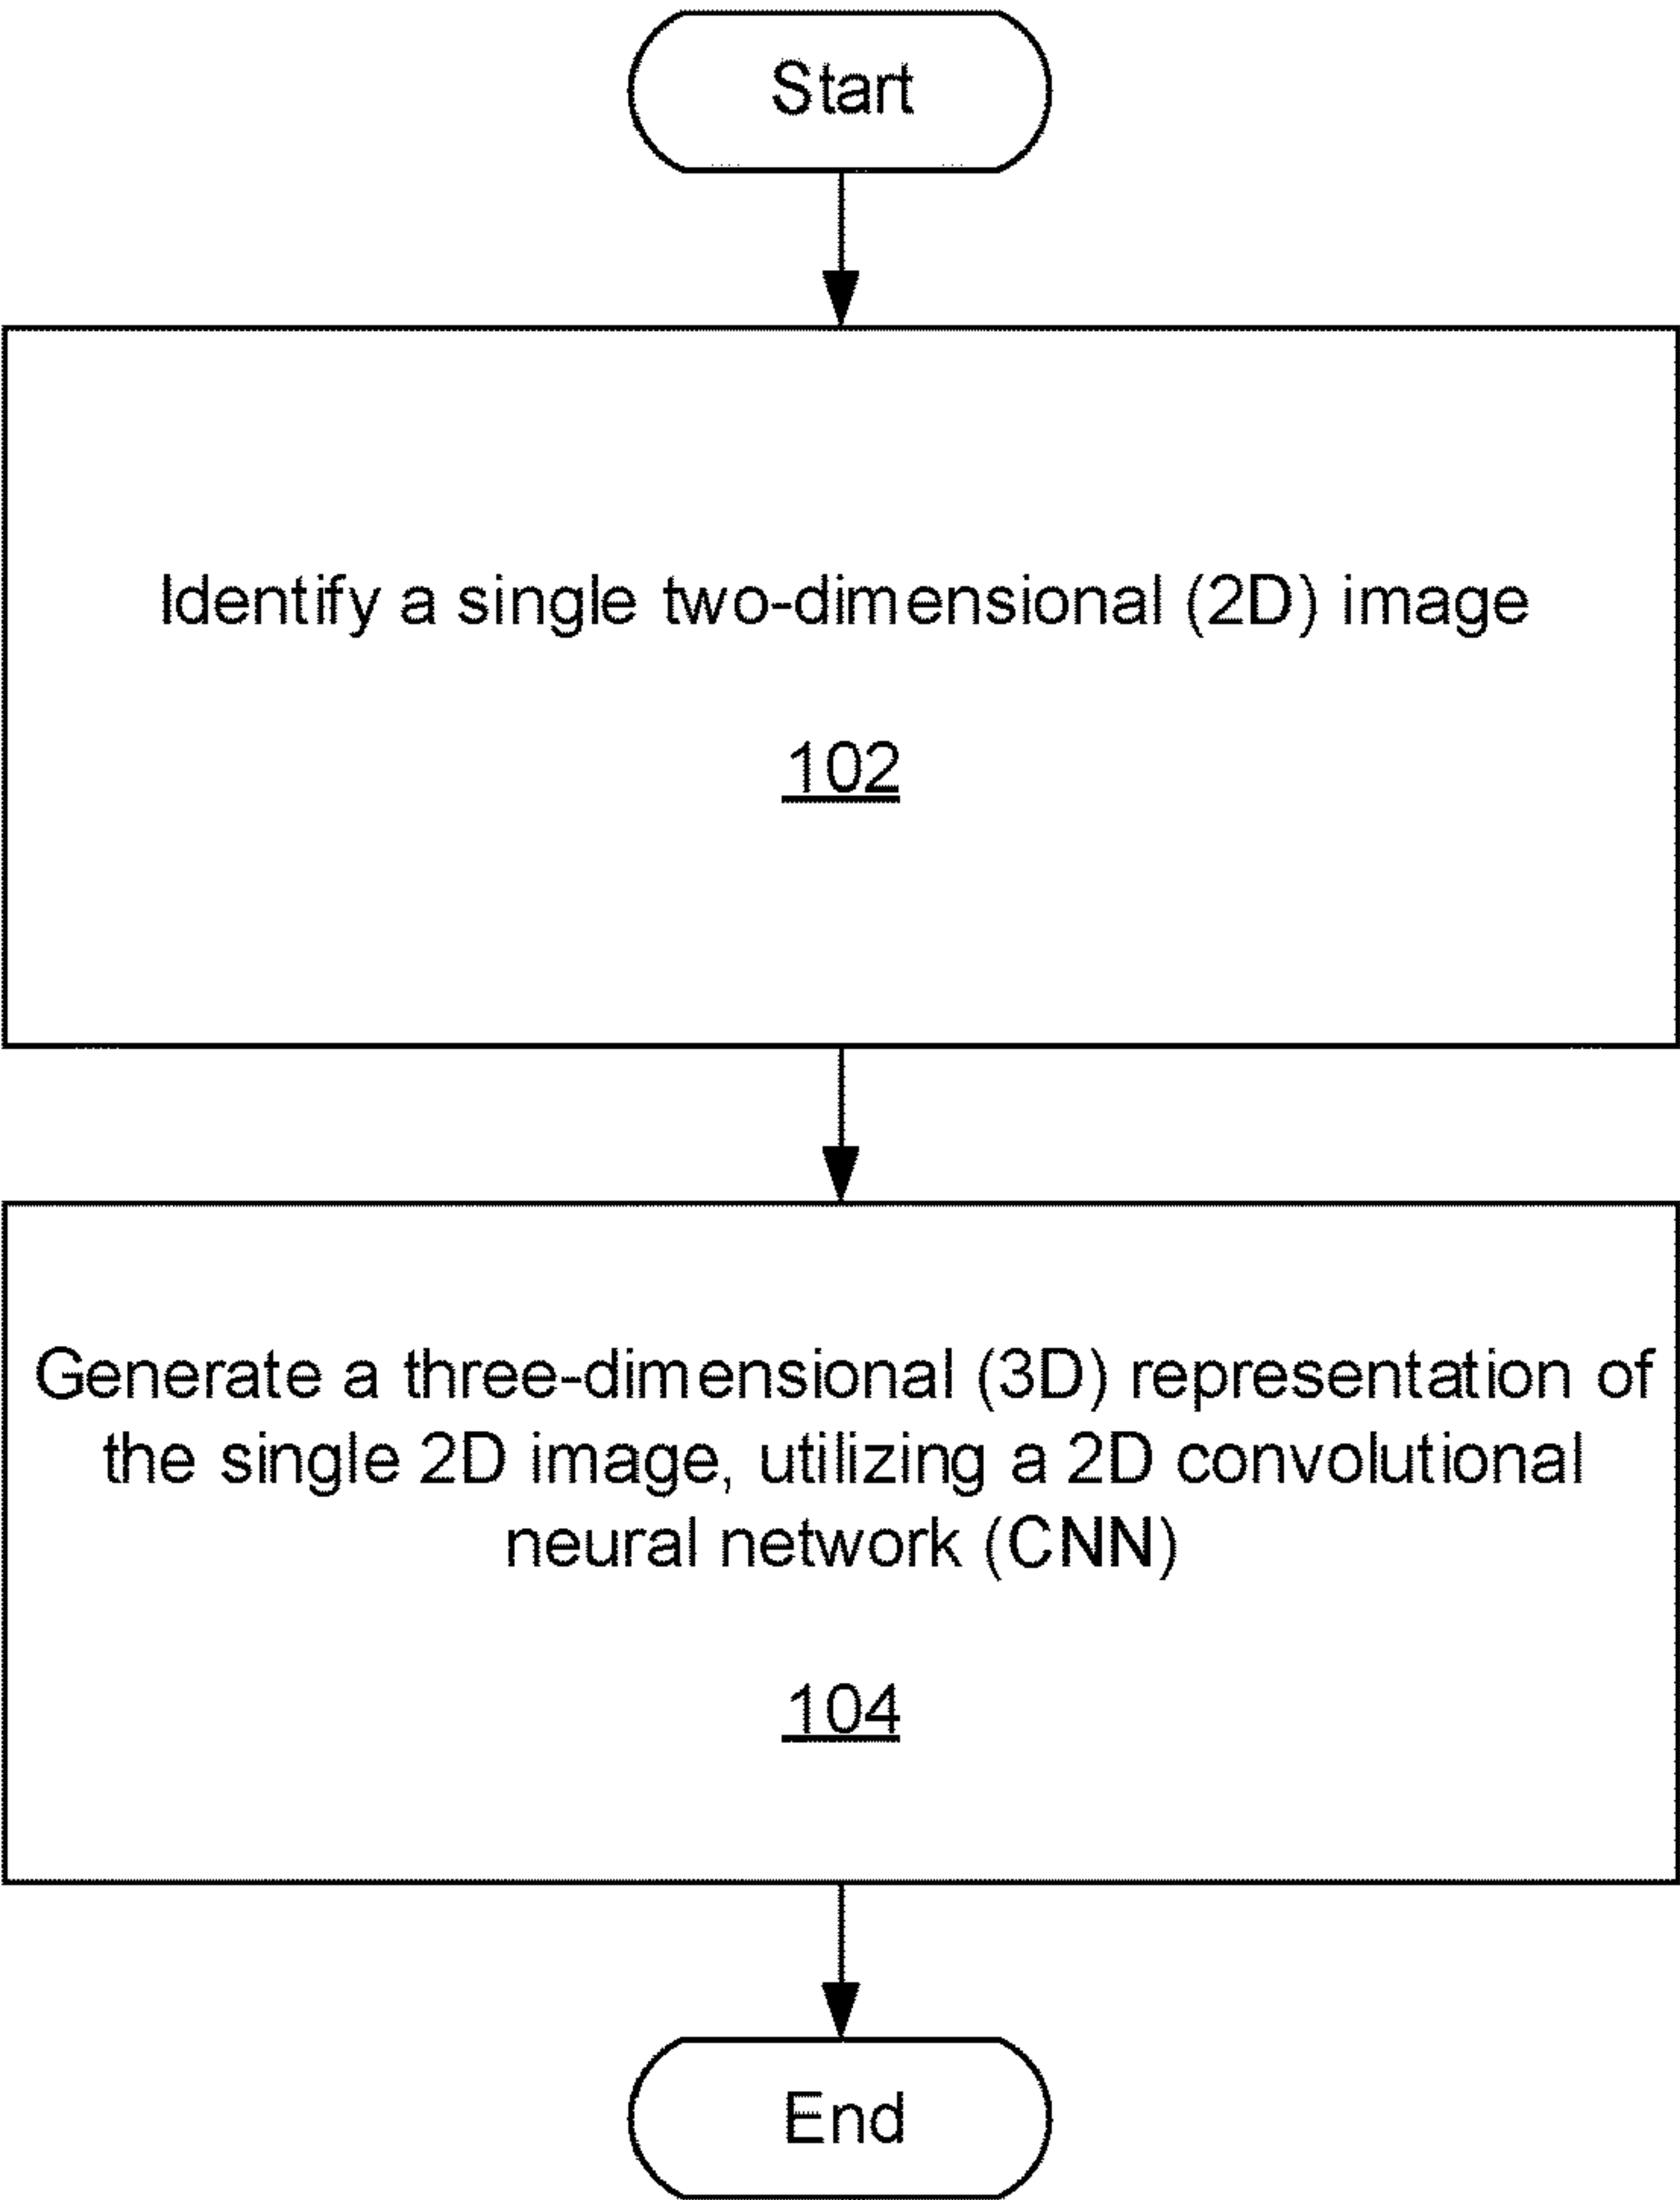 Start
Identify a single two-dimensional (2D) image
102
Generate a three-dimensional (3D) representation of
the single 2D image, utilizing a 2D convolutional
neural network (CNN)
104
End